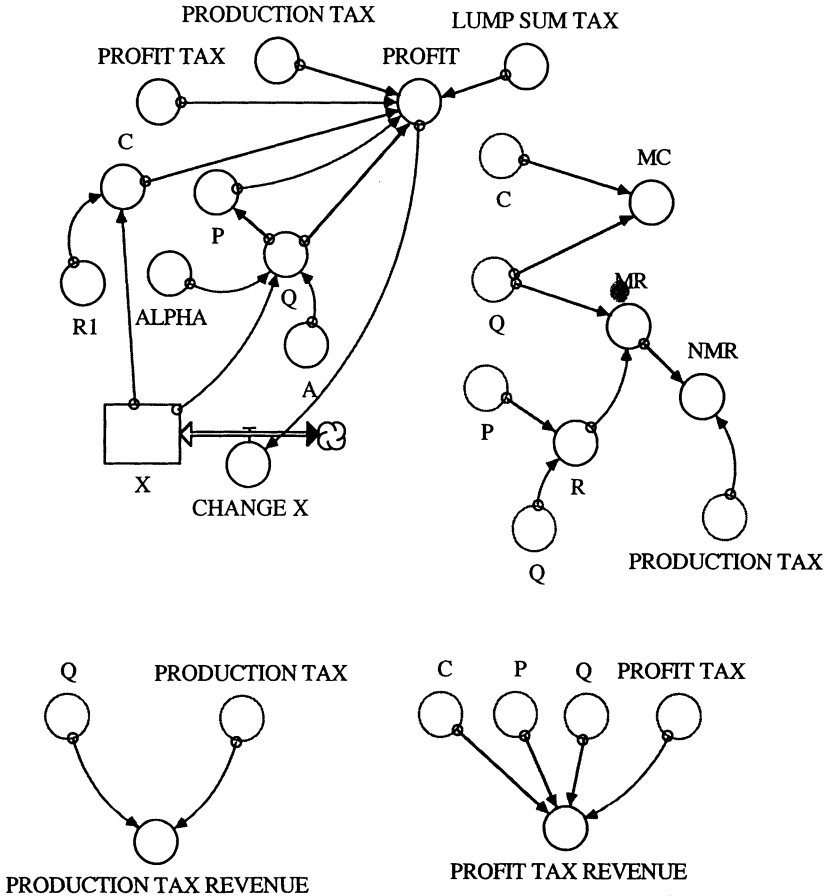 PRODUCTION TAX
LUMP SUM TAX
PROFIT TAX
PROFIT
C
P
Q
R1
ALPHA
A
X
CHANGE X
C
MC
Q
MR
NMR
P
R
Q
PRODUCTION TAX
Q
PRODUCTION TAX
PRODUCTION TAX REVENUE
C
P
Q
PROFIT TAX
PROFIT TAX REVENUE